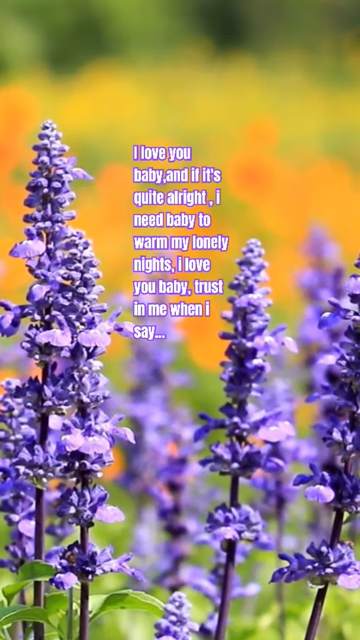 I love you
baby,and if it's
quite alright , i
need baby to
warm my lonely
nights, i love
you baby, trust
in me when i
say...